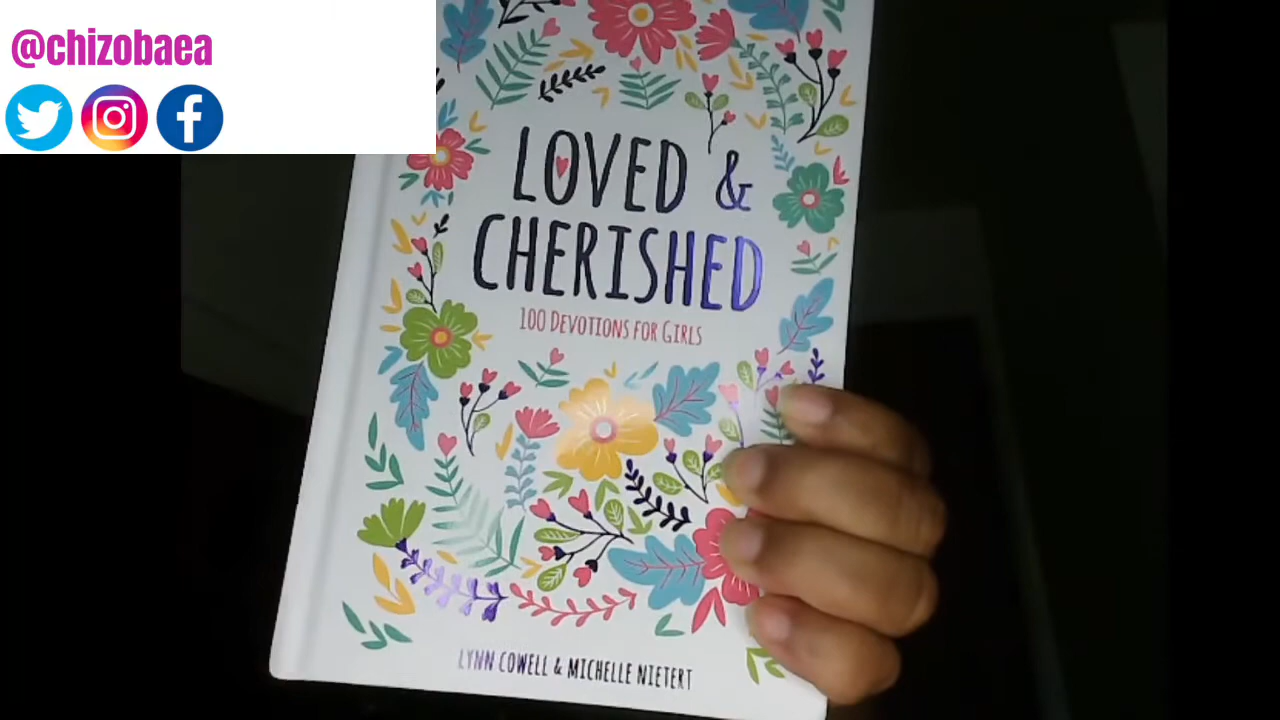 @chizobaea
LOVED &
CHERISHED
100 DEVOTIONS FOR GIRLS
LYNN COWELL & MICHELLE NIETERT